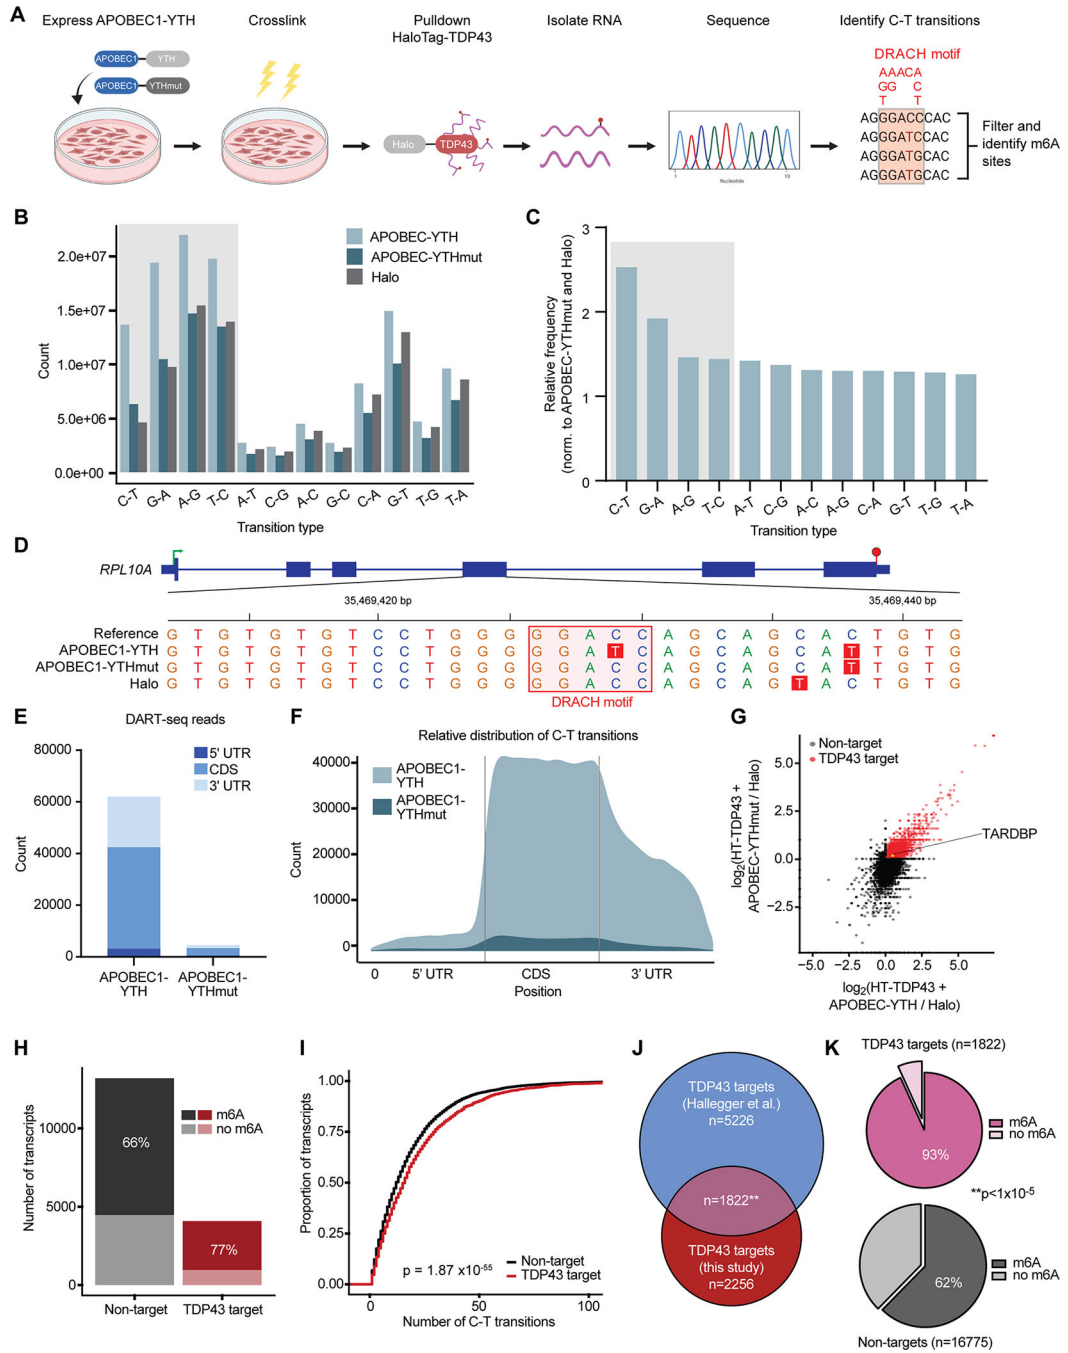 A
Express APOBEC1-YTH
Crosslink
Pulldown
HaloTag-TDP43
Isolate RNA
Sequence
Identify C-T transitions
APOBEC1
YTH
APOBEC1
YTHmut
Halo
TDP43
1
Nucleotide
10
DRACH motif
AAACA
GG C
T T
AGGGACCCAC
AGGGATCCAC
AGGGATGCAC
AGGGATGCAC
Filter and
identify m6A
sites
B
Count
2.0e+07
1.5e+07
1.0e+07
5.0e+06
0.0e+00
APOBEC-YTH
APOBEC-YTHmut
Halo
C-T
G-A
A-G
T-C
A-T
C-G
A-C
G-C
C-A
G-T
T-G
T-A
Transition type
C
Relative frequency
(norm. to APOBEC-YTHmut and Halo)
3
2
1
0
C-T
G-A
A-G
T-C
A-T
C-G
A-C
A-G
C-A
G-T
T-G
T-A
Transition type
D
RPL10A
35,469,420 bp
35,469,440 bp
Reference G T G T G T G T C C T G G G G G A C C A G C A G C A C T G T G
APOBEC1-YTH G T G T G T G T C C T G G G G G A T C A G C A G C A T T G T G
APOBEC1-YTHmut G T G T G T G T C C T G G G G G A C C A G C A G C A T T G T G
Halo G T G T G T G T C C T G G G G G A C C A G C A G T A C T G T G
DRACH motif
E
DART-seq reads
Count
80000
60000
40000
20000
0
5' UTR
CDS
3' UTR
APOBEC1-
YTH
APOBEC1-
YTHmut
F
Relative distribution of C-T transitions
Count
40000
30000
20000
10000
0
APOBEC1-
YTH
APOBEC1-
YTHmut
0
5' UTR
CDS
3' UTR
Position
G
log2(HT-TDP43 +
APOBEC-YTHmut / Halo)
5.0
2.5
0.0
−2.5
Non-target
TDP43 target
TARDBP
−5.0
−2.5
0.0
2.5
5.0
log2(HT-TDP43 +
APOBEC-YTH / Halo)
H
Number of transcripts
10000
5000
0
m6A
no m6A
66%
77%
Non-target
TDP43 target
I
Proportion of transcripts
1.00
0.75
0.50
0.25
0.00
Non-target
TDP43 target
p = 1.87 x10-55
0
50
100
Number of C-T transitions
J
TDP43 targets
(Hallegger et al.)
n=5226
n=1822**
TDP43 targets
(this study)
n=2256
K
TDP43 targets (n=1822)
m6A
no m6A
93%
**p<1x10-5
m6A
no m6A
62%
Non-targets (n=16775)